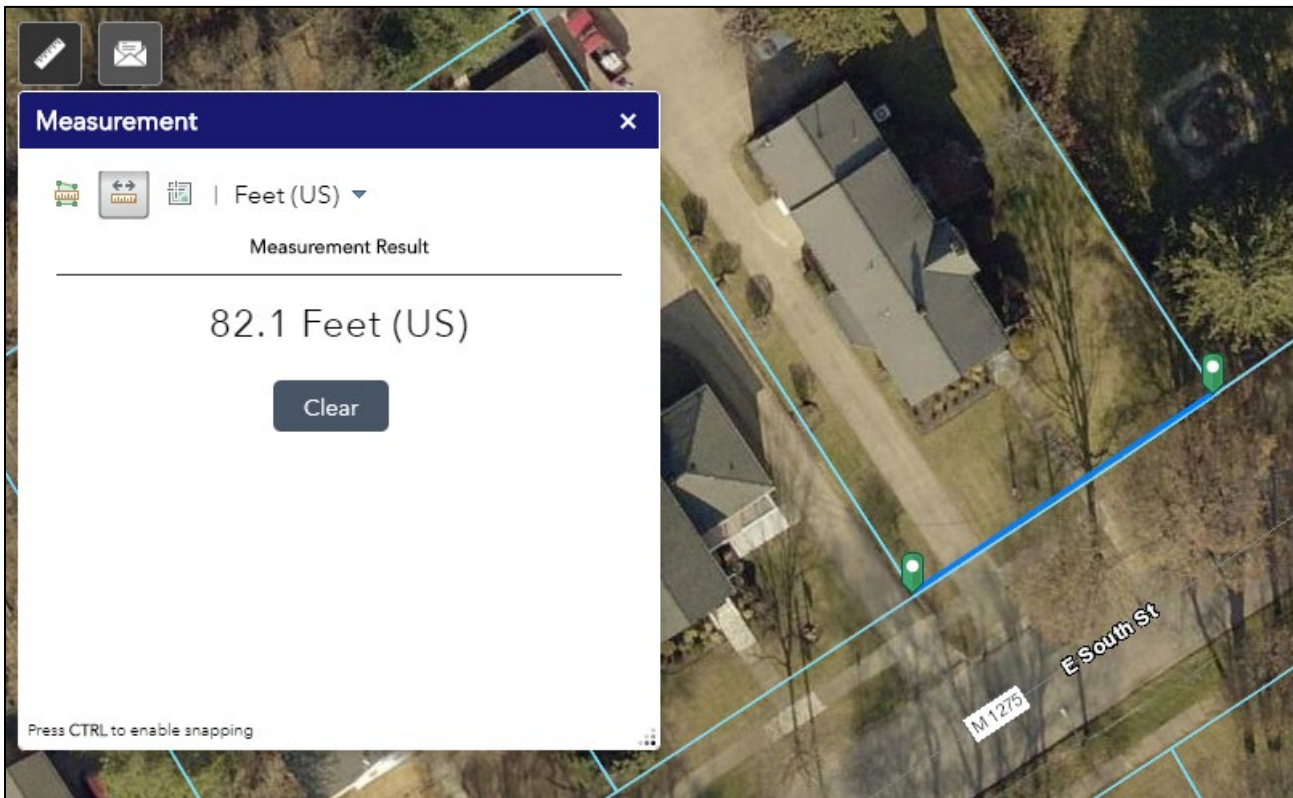 Measurement
Feet (US)
Measurement Result
82.1 Feet (US)
Clear
Press CTRL to enable snapping
E South St
M 1275